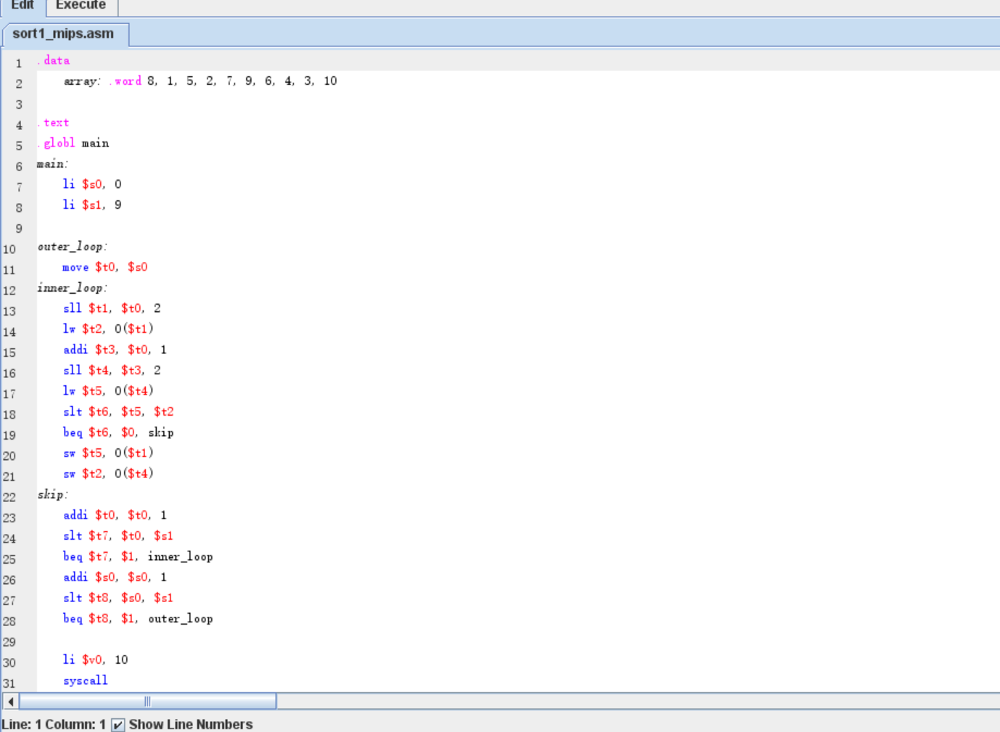 Edit Execute
sort1_mips.asm
1 .data
2 array: .word 8, 1, 5, 2, 7, 9, 6, 4, 3, 10
3
4 .text
5 .globl main
6 main:
7 li $s0, 0
8 li $s1, 9
9
10 outer_loop:
11 move $t0, $s0
12 inner_loop:
13 sll $t1, $t0, 2
14 lw $t2, 0($t1)
15 addi $t3, $t0, 1
16 sll $t4, $t3, 2
17 lw $t5, 0($t4)
18 slt $t6, $t5, $t2
19 beq $t6, $0, skip
20 sw $t5, 0($t1)
21 sw $t2, 0($t4)
22 skip:
23 addi $t0, $t0, 1
24 slt $t7, $t0, $s1
25 beq $t7, $1, inner_loop
26 addi $s0, $s0, 1
27 slt $t8, $s0, $s1
28 beq $t8, $1, outer_loop
29
30 li $v0, 10
31 syscall
Line: 1 Column: 1 Show Line Numbers